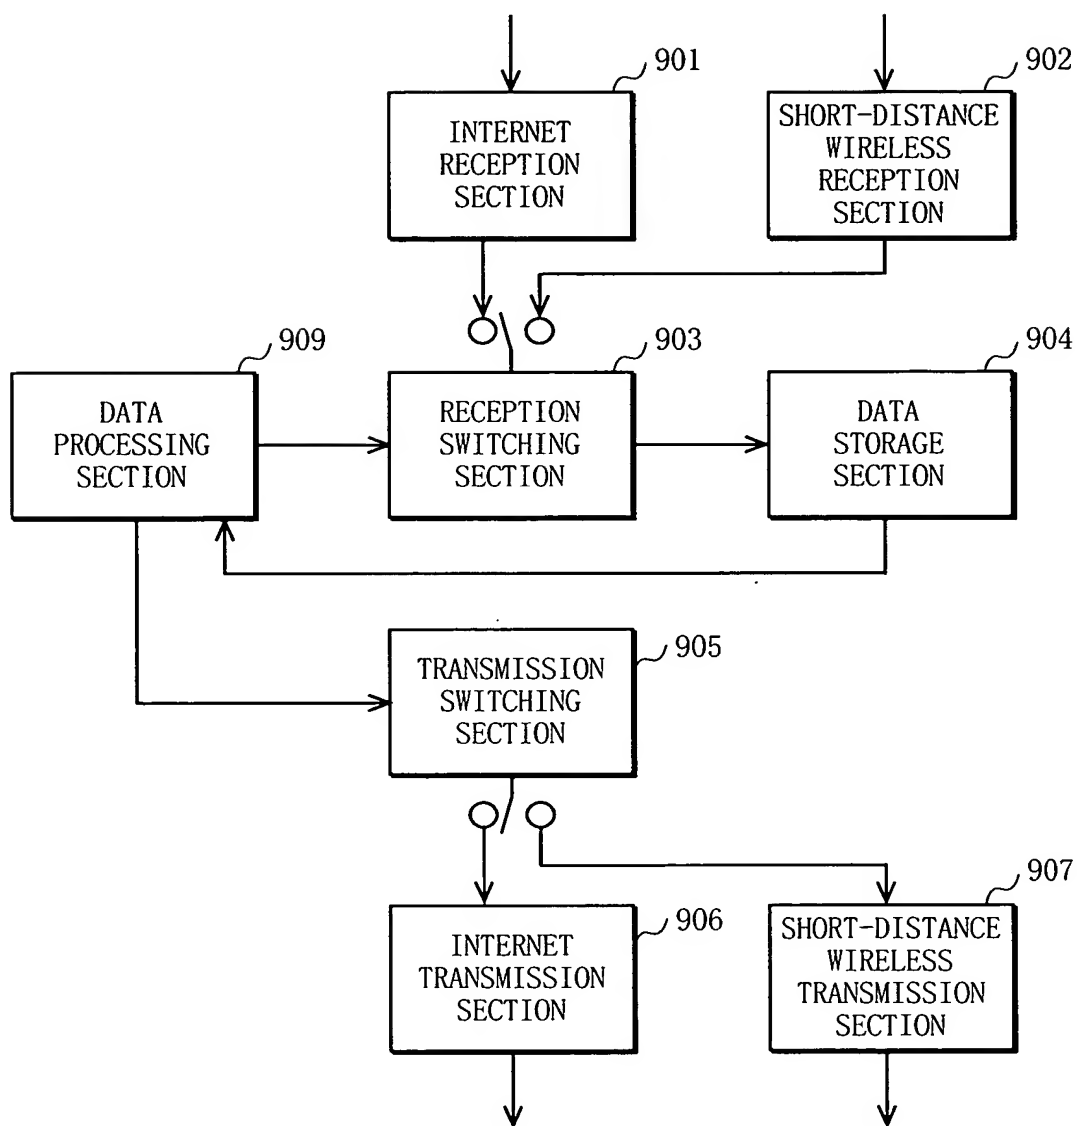 901
INTERNET
RECEPTION
SECTION
902
SHORT-DISTANCE
WIRELESS
RECEPTION
SECTION
909
DATA
PROCESSING
SECTION
903
RECEPTION
SWITCHING
SECTION
904
DATA
STORAGE
SECTION
905
TRANSMISSION
SWITCHING
SECTION
906
INTERNET
TRANSMISSION
SECTION
907
SHORT-DISTANCE
WIRELESS
TRANSMISSION
SECTION